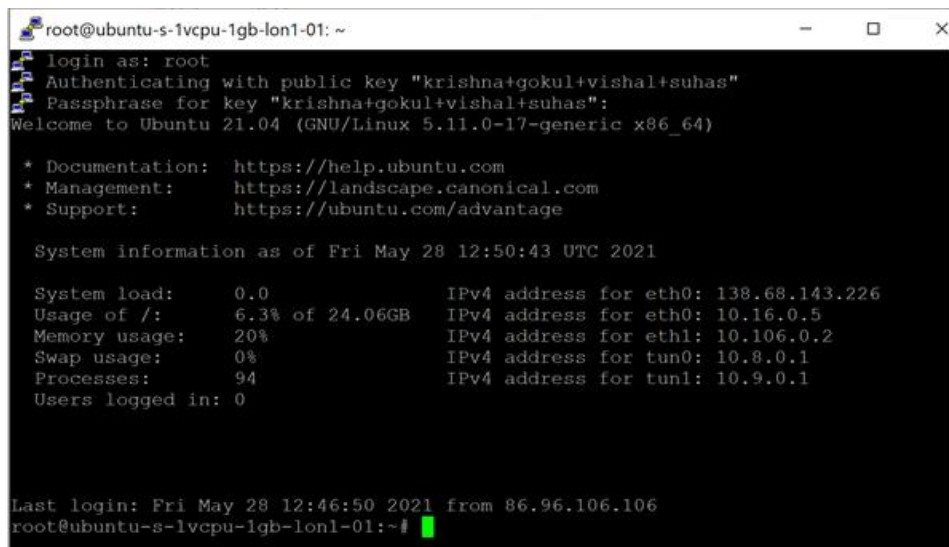 root@ubuntu-s-1vcpu-1gb-lon1-01: ~
login as: root
Authenticating with public key "krishna+gokul+vishal+suhas"
Passphrase for key "krishna+gokul+vishal+suhas":
Welcome to Ubuntu 21.04 (GNU/Linux 5.11.0-17-generic x86_64)
* Documentation: https://help.ubuntu.com
* Management: https://landscape.canonical.com
* Support: https://ubuntu.com/advantage
System information as of Fri May 28 12:50:43 UTC 2021
System load: 0.0 IPv4 address for eth0: 138.68.143.226
Usage of /: 6.3% of 24.06GB IPv4 address for eth0: 10.16.0.5
Memory usage: 20% IPv4 address for eth1: 10.106.0.2
Swap usage: 0% IPv4 address for tun0: 10.8.0.1
Processes: 94 IPv4 address for tun1: 10.9.0.1
Users logged in: 0
Last login: Fri May 28 12:46:50 2021 from 86.96.106.106
root@ubuntu-s-1vcpu-1gb-lon1-01:~#